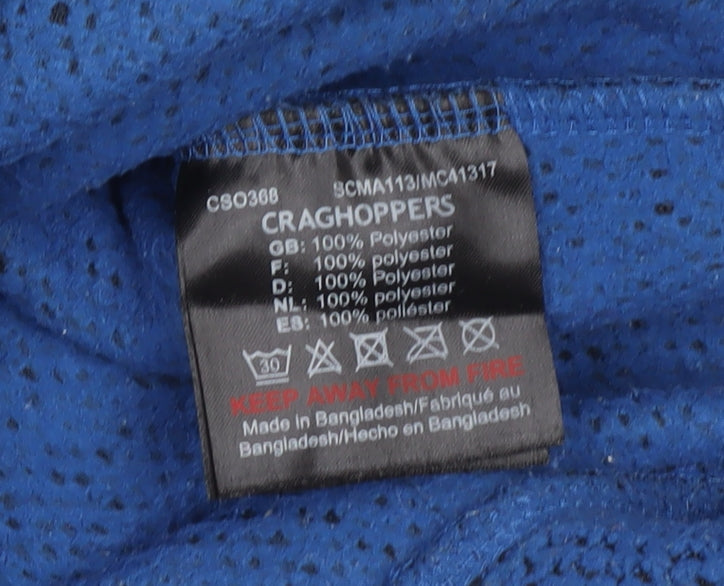 CSO368 SCMA113/MC41317
CRAGHOPPERS
GB: 100% Polyester
F: 100% polyester
D: 100% Polyester
NL: 100% polyester
ES: 100% poliéster
30
KEEP AWAY FROM FIRE
Made in Bangladesh/Fabriqué au
Bangladesh/Hecho en Bangladesh